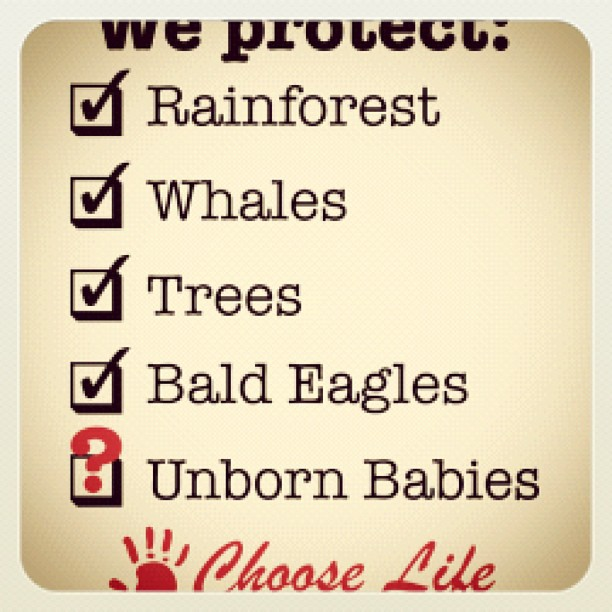 We protect:
Rainforest
Whales
Trees
Bald Eagles
? Unborn Babies
Choose Life